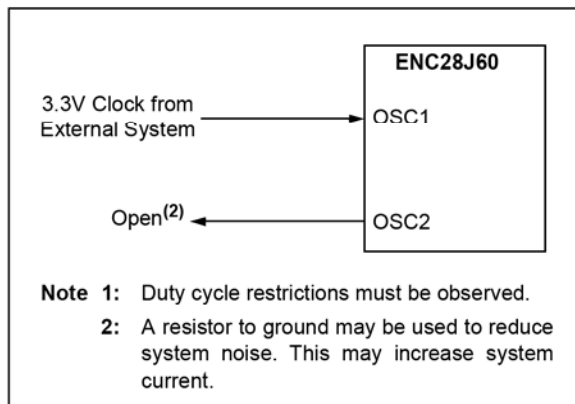 ENC28J60
3.3V Clock from
External System
OSC1
Open(2)
OSC2
Note 1: Duty cycle restrictions must be observed.
2: A resistor to ground may be used to reduce
system noise. This may increase system
current.